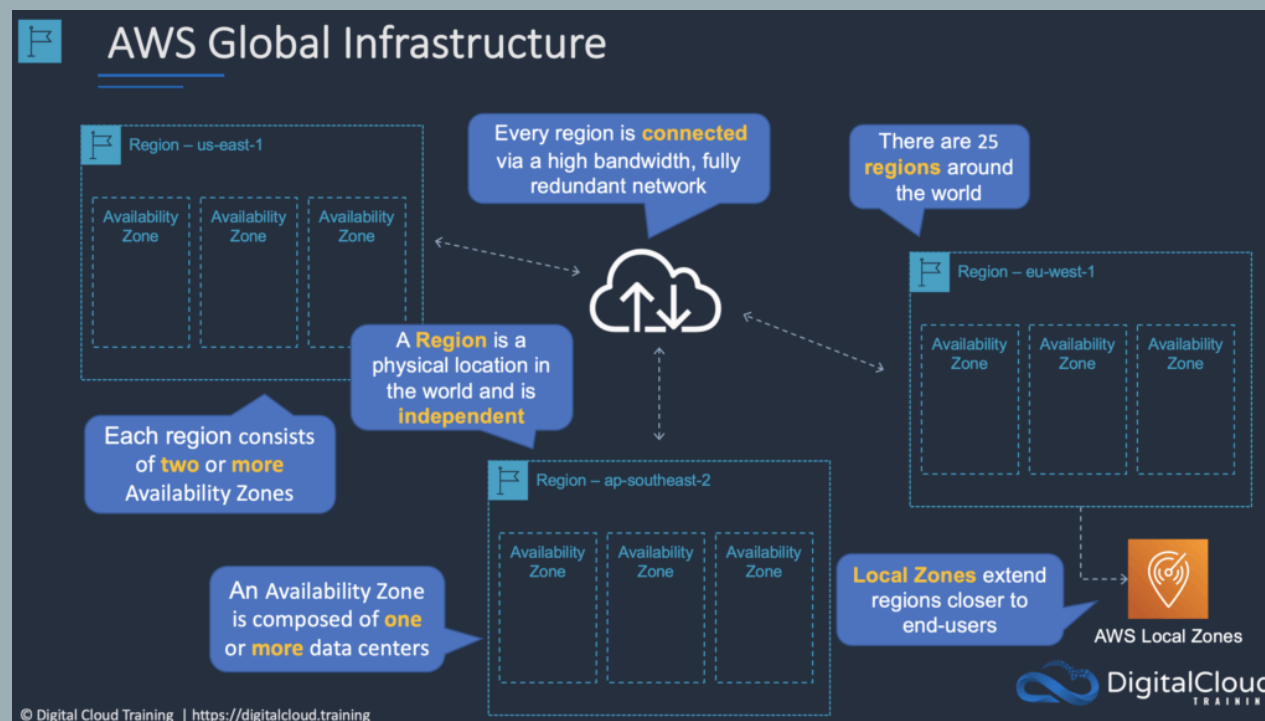 AWS Global Infrastructure
Region – us-east-1
Availability
Zone
Availability
Zone
Availability
Zone
Every region is connected
via a high bandwidth, fully
redundant network
There are 25
regions around
the world
Region – eu-west-1
Availability
Zone
Availability
Zone
Availability
Zone
A Region is a
physical location in
the world and is
independent
Each region consists
of two or more
Availability Zones
Region – ap-southeast-2
Availability
Zone
Availability
Zone
Availability
Zone
An Availability Zone
is composed of one
or more data centers
Local Zones extend
regions closer to
end-users
AWS Local Zones
DigitalCloud
TRAININ
© Digital Cloud Training | https://digitalcloud.training